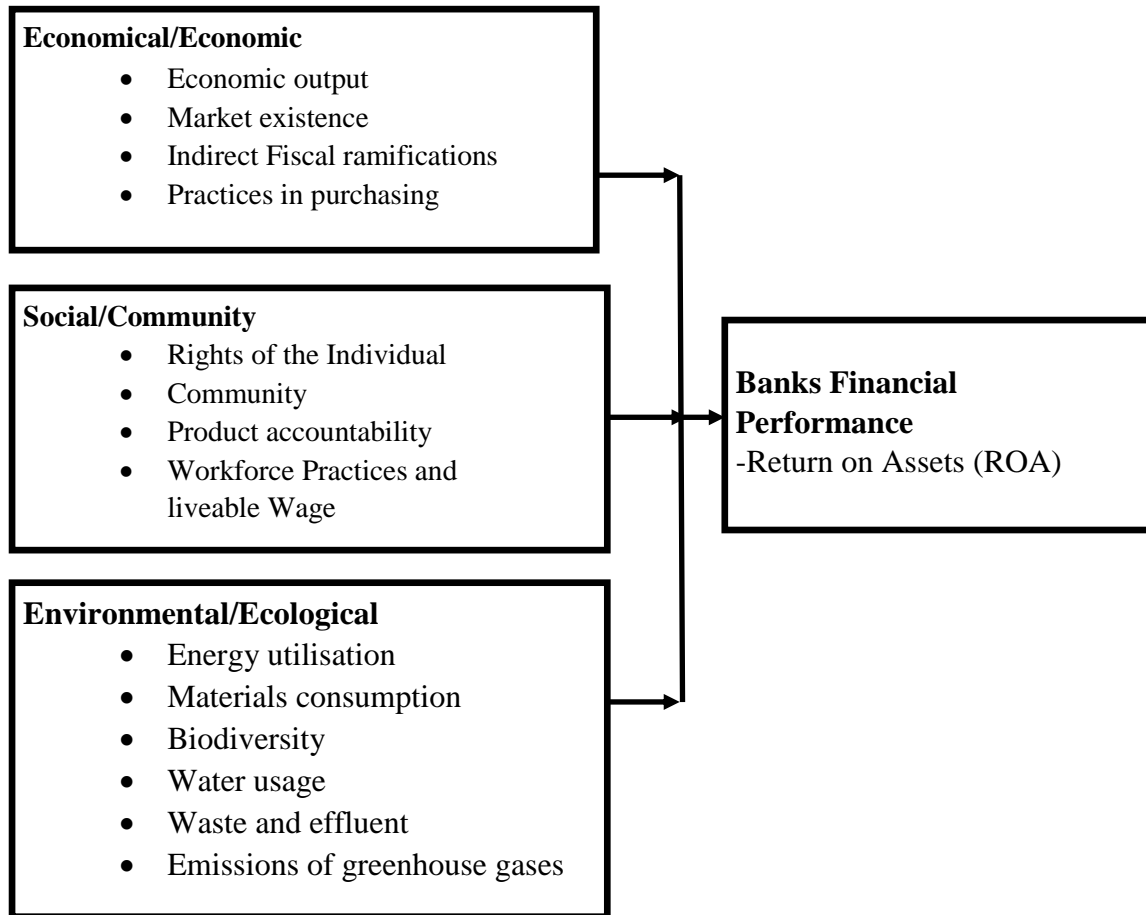 Economical/Economic
• Economic output
• Market existence
• Indirect Fiscal ramifications
• Practices in purchasing
Social/Community
• Rights of the Individual
• Community
• Product accountability
• Workforce Practices and
liveable Wage
Environmental/Ecological
• Energy utilisation
• Materials consumption
• Biodiversity
• Water usage
• Waste and effluent
• Emissions of greenhouse gases
Banks Financial
Performance
-Return on Assets (ROA)